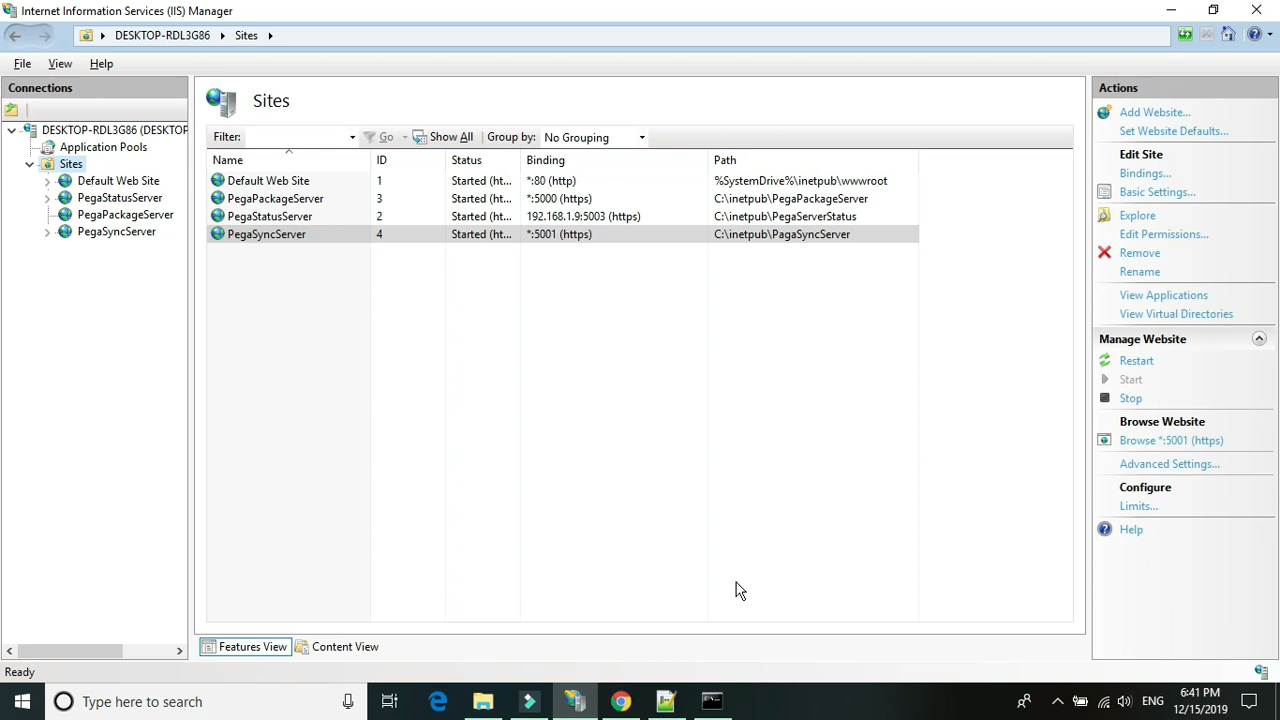 Internet Information Services (IIS) Manager
DESKTOP-RDL3G86 Sites
File View Help
Connections
DESKTOP-RDL3G86 (DESKTOP
Application Pools
Sites
Default Web Site
PegaStatusServer
PegaPackageServer
PegaSyncServer
Sites
Filter: Go Show All Group by: No Grouping
Name ID Status Binding Path
Default Web Site 1 Started (ht... *:80 (http) %SystemDrive%\inetpub\wwwroot
PegaPackageServer 3 Started (ht... *:5000 (https) C:\inetpub\PegaPackageServer
PegaStatusServer 2 Started (ht... 192.168.1.9:5003 (https) C:\inetpub\PegaServerStatus
PegaSyncServer 4 Started (ht... *:5001 (https) C:\inetpub\PagaSyncServer
Features View Content View
Actions
Add Website...
Set Website Defaults...
Edit Site
Bindings...
Basic Settings...
Explore
Edit Permissions...
Remove
Rename
View Applications
View Virtual Directories
Manage Website
Restart
Start
Stop
Browse Website
Browse *:5001 (https)
Advanced Settings...
Configure
Limits...
Help
Ready
Type here to search
ENG
6:41 PM
12/15/2019